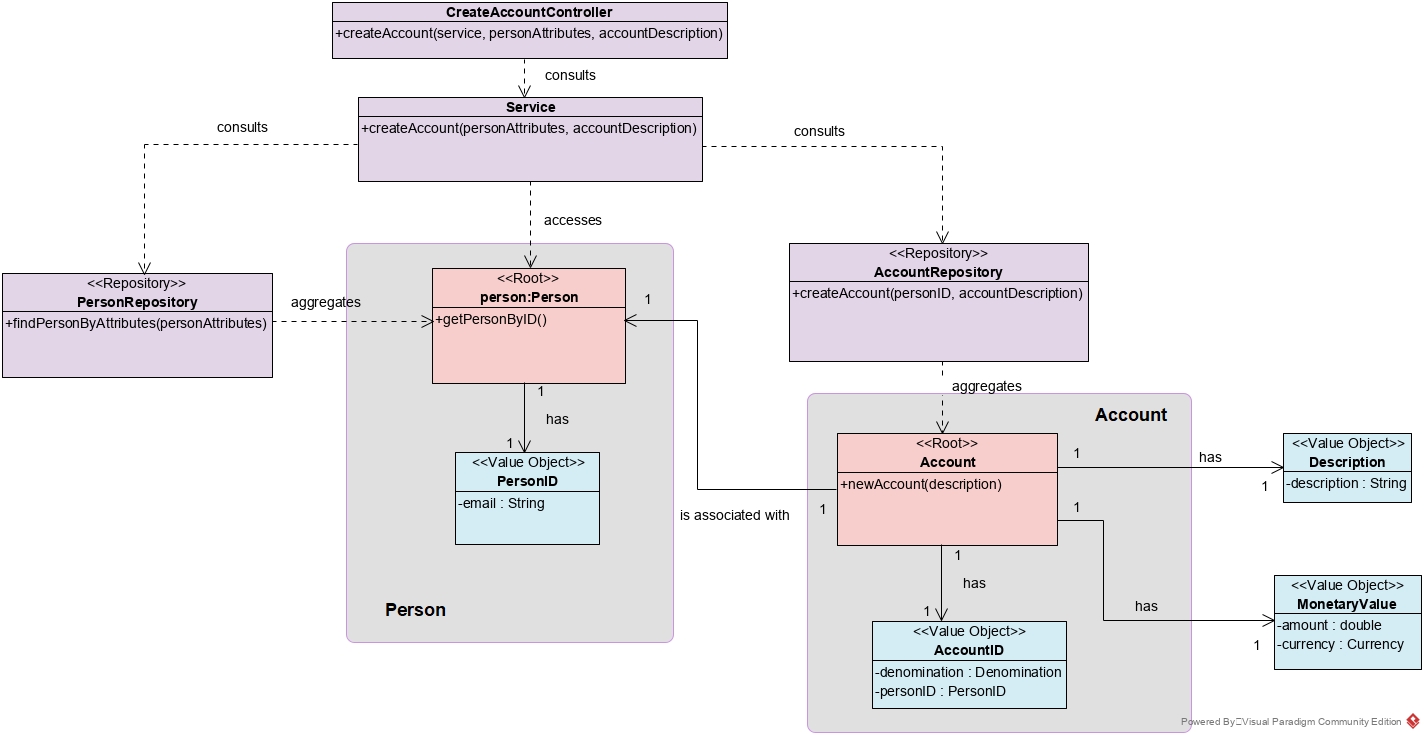 CreateAccountController
+createAccount(service, personAttributes, accountDescription)
consults
Service
+createAccount(personAttributes, accountDescription)
consults
consults
accesses
<<Repository>>
PersonRepository
+findPersonByAttributes(personAttributes)
aggregates
<<Root>>
person:Person
+getPersonByID()
1
<<Repository>>
AccountRepository
+createAccount(personID, accountDescription)
aggregates
1
has
1
<<Value Object>>
PersonID
-email : String
Person
is associated with
1
Account
<<Root>>
Account
+newAccount(description)
1
has
1
<<Value Object>>
Description
-description : String
1
has
1
<<Value Object>>
MonetaryValue
-amount : double
-currency : Currency
1
has
1
<<Value Object>>
AccountID
-denomination : Denomination
-personID : PersonID
Powered By Visual Paradigm Community Edition